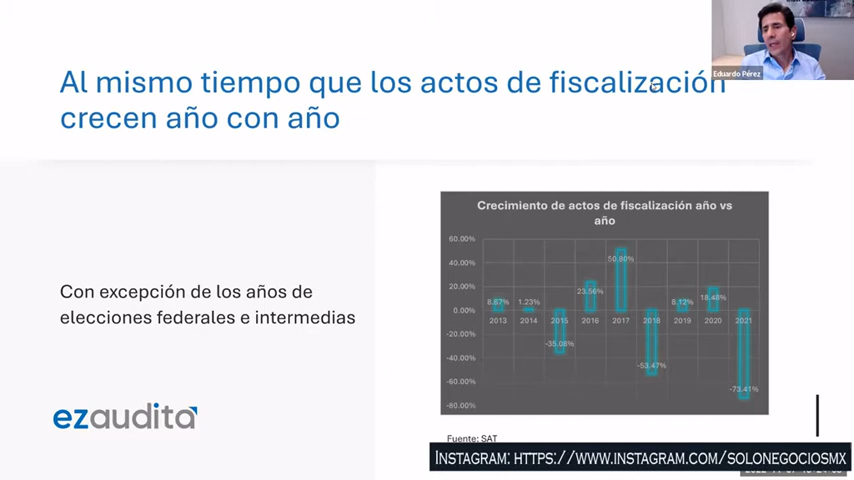 Eduardo Pérez
Al mismo tiempo que los actos de fiscalización
crecen año con año
Con excepción de los años de
elecciones federales e intermedias
ezaudita
Crecimiento de actos de fiscalización año vs
año
60.00%
40.00%
20.00%
0.00%
-20.00%
-40.00%
-60.00%
-80.00%
8.87% 1.23% -35.08% 23.56% 50.80% -53.47% 8.12% 18.48% -73.41%
2013 2014 2015 2016 2017 2018 2019 2020 2021
Fuente: SAT
INSTAGRAM: HTTPS://WWW.INSTAGRAM.COM/SOLONEGOCIOSMX